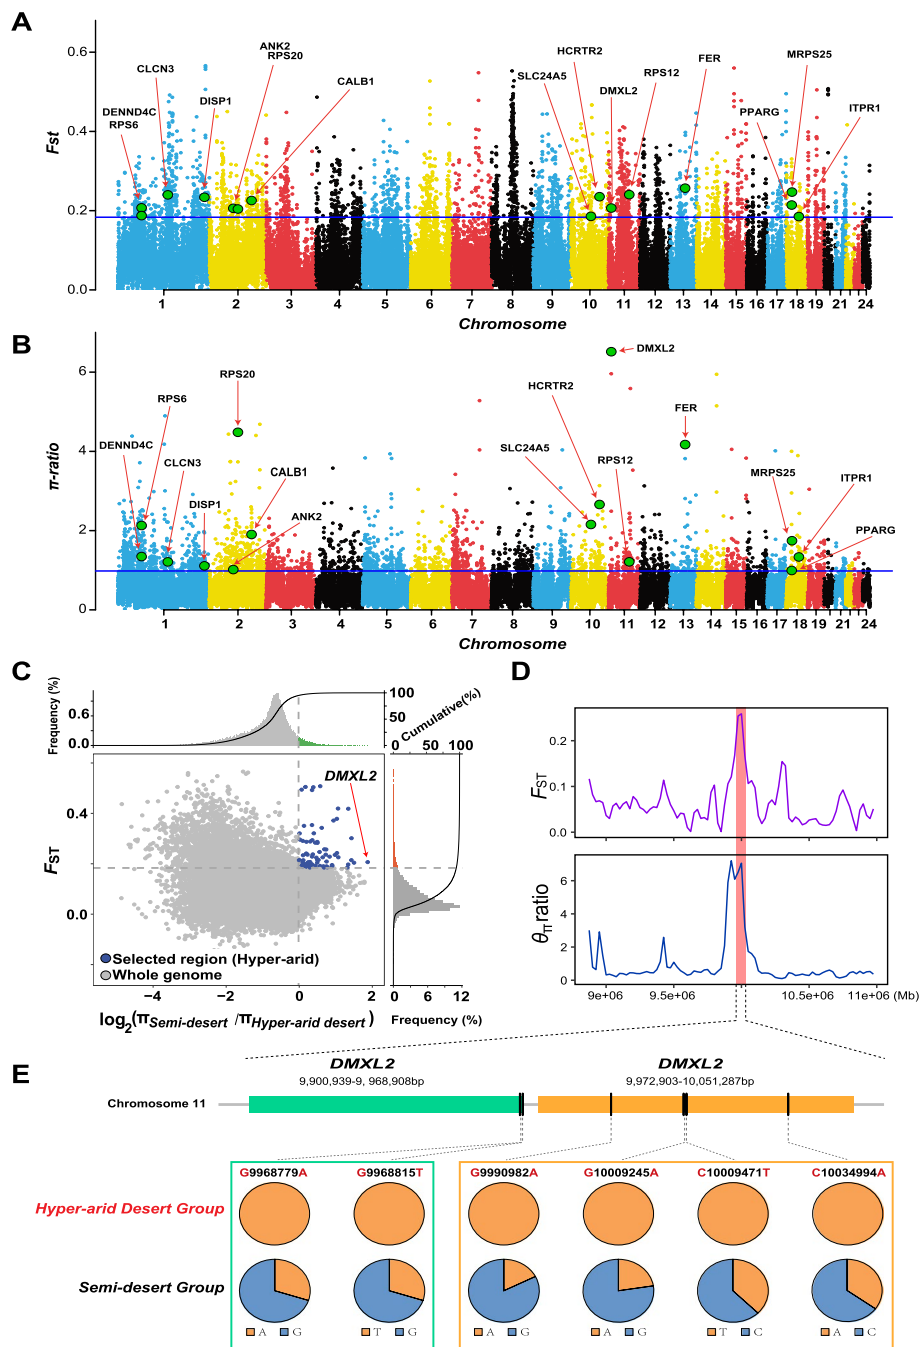 A
Fst
0.6
0.4
0.2
0.0
ANK2
RPS20
CLCN3
DENND4C
RPS6
DISP1
CALB1
HCRTR2
SLC24A5
DMXL2
RPS12
FER
MRPS25
PPARG
ITPR1
1 2 3 4 5 6 7 8 9 10 11 12 13 14 15 16 17 18 19 21 24
Chromosome
B
π-ratio
6
4
2
0
DMXL2
RPS20
HCRTR2
RPS6
FER
DENND4C
SLC24A5
CLCN3
CALB1
RPS12
MRPS25
ITPR1
DISP1
ANK2
PPARG
1 2 3 4 5 6 7 8 9 10 11 12 13 14 15 16 17 18 19 21 24
Chromosome
C
Frequency (%)
0.6
0.0
100
50
0
Cumulative(%)
0 50 100
DMXL2
FST
0.4
0.0
Selected region (Hyper-arid)
Whole genome
−4 −2 0 2
log2(πSemi-desert /πHyper-arid desert)
0 6 12
Frequency (%)
D
FST
0.2
0.1
0.0
θπ ratio
6
4
2
0
9e+06 9.5e+06 10.5e+06 11e+06 (Mb)
E
DMXL2
9,900,939-9, 968,908bp
DMXL2
9,972,903-10,051,287bp
Chromosome 11
G9968779A G9968815T G9990982A G10009245A C10009471T C10034994A
Hyper-arid Desert Group
Semi-desert Group
A G T G A G A G T C A C